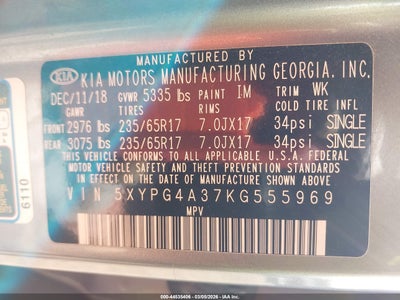 MANUFACTURED BY
KIA KIA MOTORS MANUFACTURING GEORGIA, INC.
DEC/11/18 GVWR 5335 lbs PAINT IM TRIM WK
GAWR TIRES RIMS COLD TIRE INFL
FRONT 2976 lbs 235/65R17 7.0JX17 34psi SINGLE
REAR 3075 lbs 235/65R17 7.0JX17 34psi SINGLE
THIS VEHICLE CONFORMS TO ALL APPLICABLE U.S.A. FEDERAL
MOTOR VEHICLE SAFETY AND THEFT PREVENTION STANDARDS
IN EFFECT ON THE DATE OF MANUFACTURE SHOWN ABOVE.
VIN 5XYPG4A37KG555969
MPV
6110